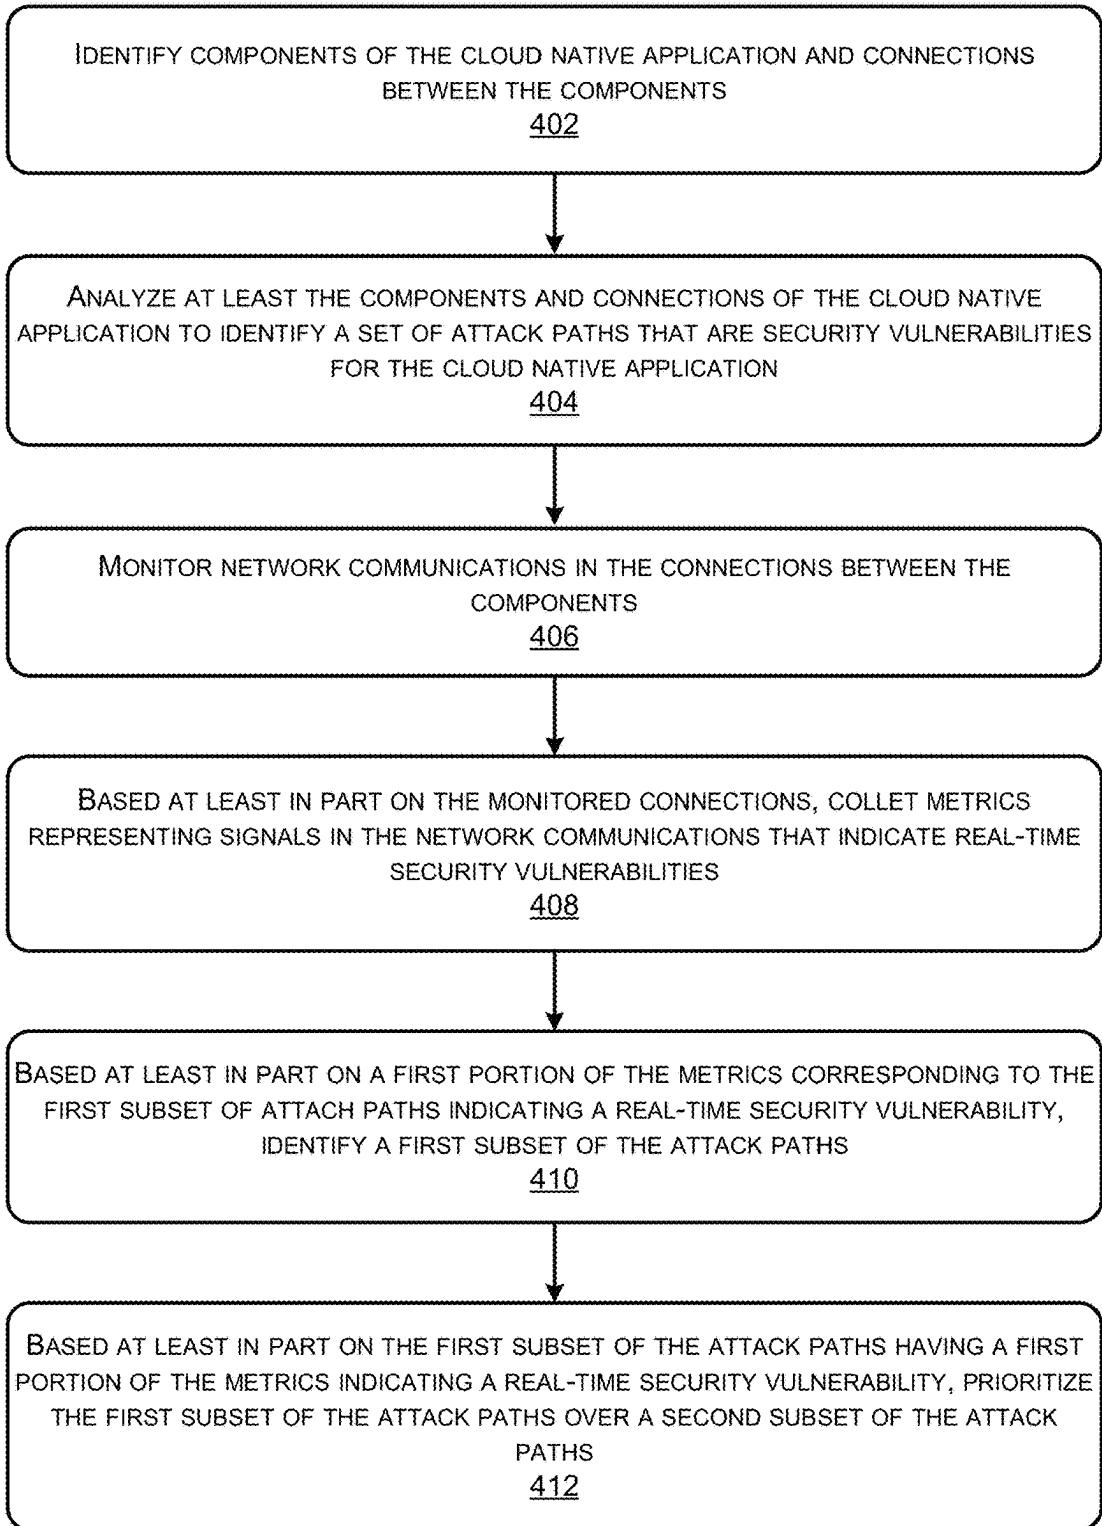 IDENTIFY COMPONENTS OF THE CLOUD NATIVE APPLICATION AND CONNECTIONS
BETWEEN THE COMPONENTS
402
ANALYZE AT LEAST THE COMPONENTS AND CONNECTIONS OF THE CLOUD NATIVE
APPLICATION TO IDENTIFY A SET OF ATTACK PATHS THAT ARE SECURITY VULNERABILITIES
FOR THE CLOUD NATIVE APPLICATION
404
MONITOR NETWORK COMMUNICATIONS IN THE CONNECTIONS BETWEEN THE
COMPONENTS
406
BASED AT LEAST IN PART ON THE MONITORED CONNECTIONS, COLLET METRICS
REPRESENTING SIGNALS IN THE NETWORK COMMUNICATIONS THAT INDICATE REAL-TIME
SECURITY VULNERABILITIES
408
BASED AT LEAST IN PART ON A FIRST PORTION OF THE METRICS CORRESPONDING TO THE
FIRST SUBSET OF ATTACH PATHS INDICATING A REAL-TIME SECURITY VULNERABILITY,
IDENTIFY A FIRST SUBSET OF THE ATTACK PATHS
410
BASED AT LEAST IN PART ON THE FIRST SUBSET OF THE ATTACK PATHS HAVING A FIRST
PORTION OF THE METRICS INDICATING A REAL-TIME SECURITY VULNERABILITY, PRIORITIZE
THE FIRST SUBSET OF THE ATTACK PATHS OVER A SECOND SUBSET OF THE ATTACK
PATHS
412